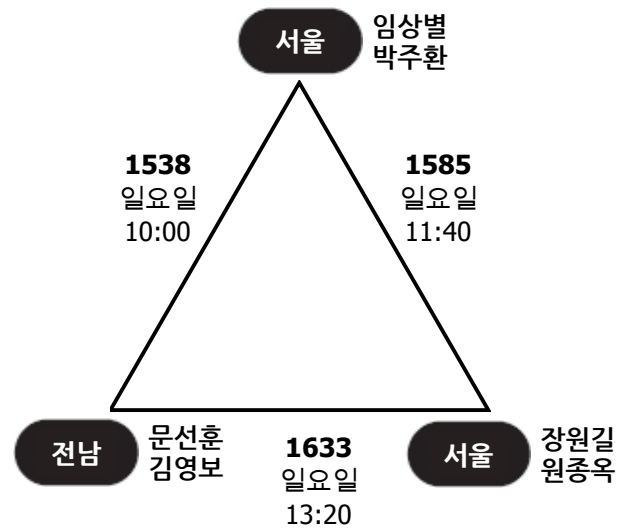 서울
임상별
박주환
1538
일요일
10:00
1585
일요일
11:40
전남
문선훈
김영보
1633
일요일
13:20
서울
장원길
원종옥